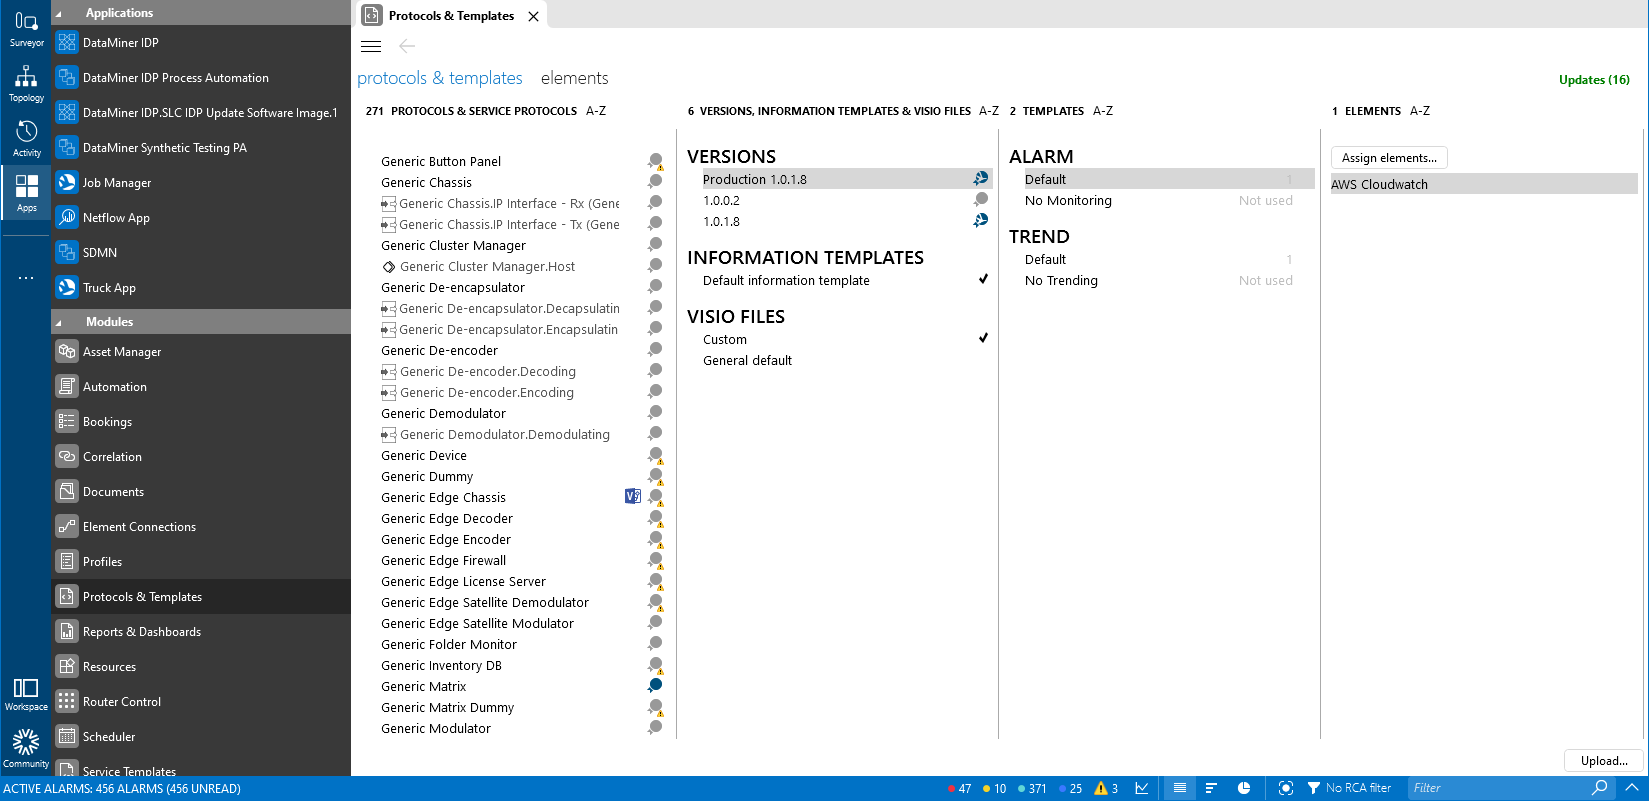 Surveyor
Topology
Activity
Apps
...
Workspace
Community
Applications
DataMiner IDP
DataMiner IDP Process Automation
DataMiner IDP.SLC IDP Update Software Image.1
DataMiner Synthetic Testing PA
Job Manager
Netflow App
SDMN
Truck App
Modules
Asset Manager
Automation
Bookings
Correlation
Documents
Element Connections
Profiles
Protocols & Templates
Reports & Dashboards
Resources
Router Control
Scheduler
Service Templates
Protocols & Templates
protocols & templates elements
Updates (16)
271 PROTOCOLS & SERVICE PROTOCOLS A-Z
Generic Button Panel
Generic Chassis
Generic Chassis.IP Interface - Rx (Gene
Generic Chassis.IP Interface - Tx (Gene
Generic Cluster Manager
Generic Cluster Manager.Host
Generic De-encapsulator
Generic De-encapsulator.Decapsulatin
Generic De-encapsulator.Encapsulatin
Generic De-encoder
Generic De-encoder.Decoding
Generic De-encoder.Encoding
Generic Demodulator
Generic Demodulator.Demodulating
Generic Device
Generic Dummy
Generic Edge Chassis
Generic Edge Decoder
Generic Edge Encoder
Generic Edge Firewall
Generic Edge License Server
Generic Edge Satellite Demodulator
Generic Edge Satellite Modulator
Generic Folder Monitor
Generic Inventory DB
Generic Matrix
Generic Matrix Dummy
Generic Modulator
6 VERSIONS, INFORMATION TEMPLATES & VISIO FILES A-Z
VERSIONS
Production 1.0.1.8
1.0.0.2
1.0.1.8
INFORMATION TEMPLATES
Default information template
VISIO FILES
Custom
General default
2 TEMPLATES A-Z
ALARM
Default 1
No Monitoring Not used
TREND
Default 1
No Trending Not used
1 ELEMENTS A-Z
Assign elements...
AWS Cloudwatch
Upload...
ACTIVE ALARMS: 456 ALARMS (456 UNREAD)
47 10 371 25 3
No RCA filter
Filter